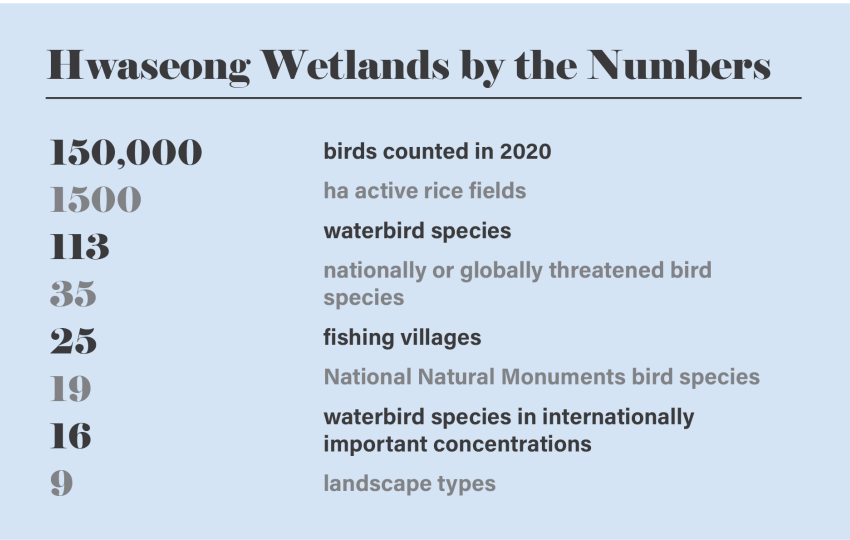 Hwaseong Wetlands by the Numbers
150,000
birds counted in 2020
1500
ha active rice fields
113
waterbird species
35
nationally or globally threatened bird
species
25
fishing villages
19
National Natural Monuments bird species
16
waterbird species in internationally
important concentrations
9
landscape types